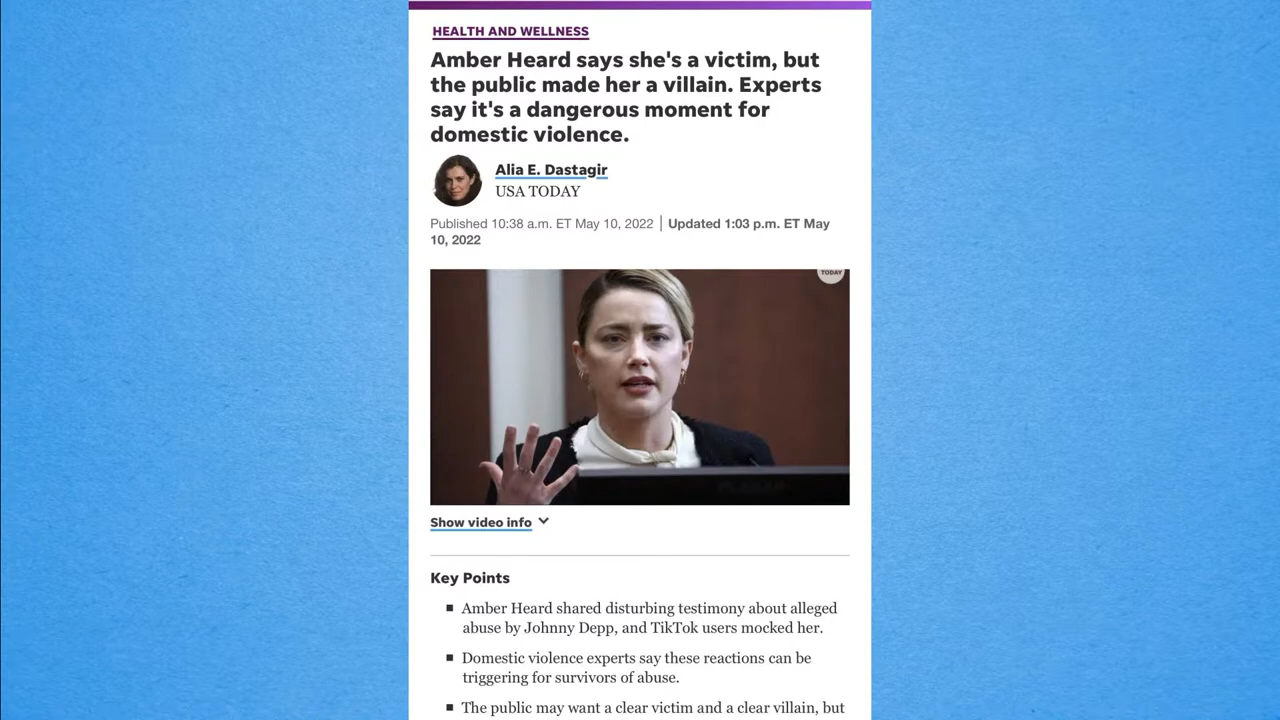 HEALTH AND WELLNESS
Amber Heard says she's a victim, but
the public made her a villain. Experts
say it's a dangerous moment for
domestic violence.
Alia E. Dastagir
USA TODAY
Published 10:38 a.m. ET May 10, 2022 | Updated 1:03 p.m. ET May
10, 2022
TODAY
Show video info
Key Points
■ Amber Heard shared disturbing testimony about alleged
abuse by Johnny Depp, and TikTok users mocked her.
■ Domestic violence experts say these reactions can be
triggering for survivors of abuse.
■ The public may want a clear victim and a clear villain, but